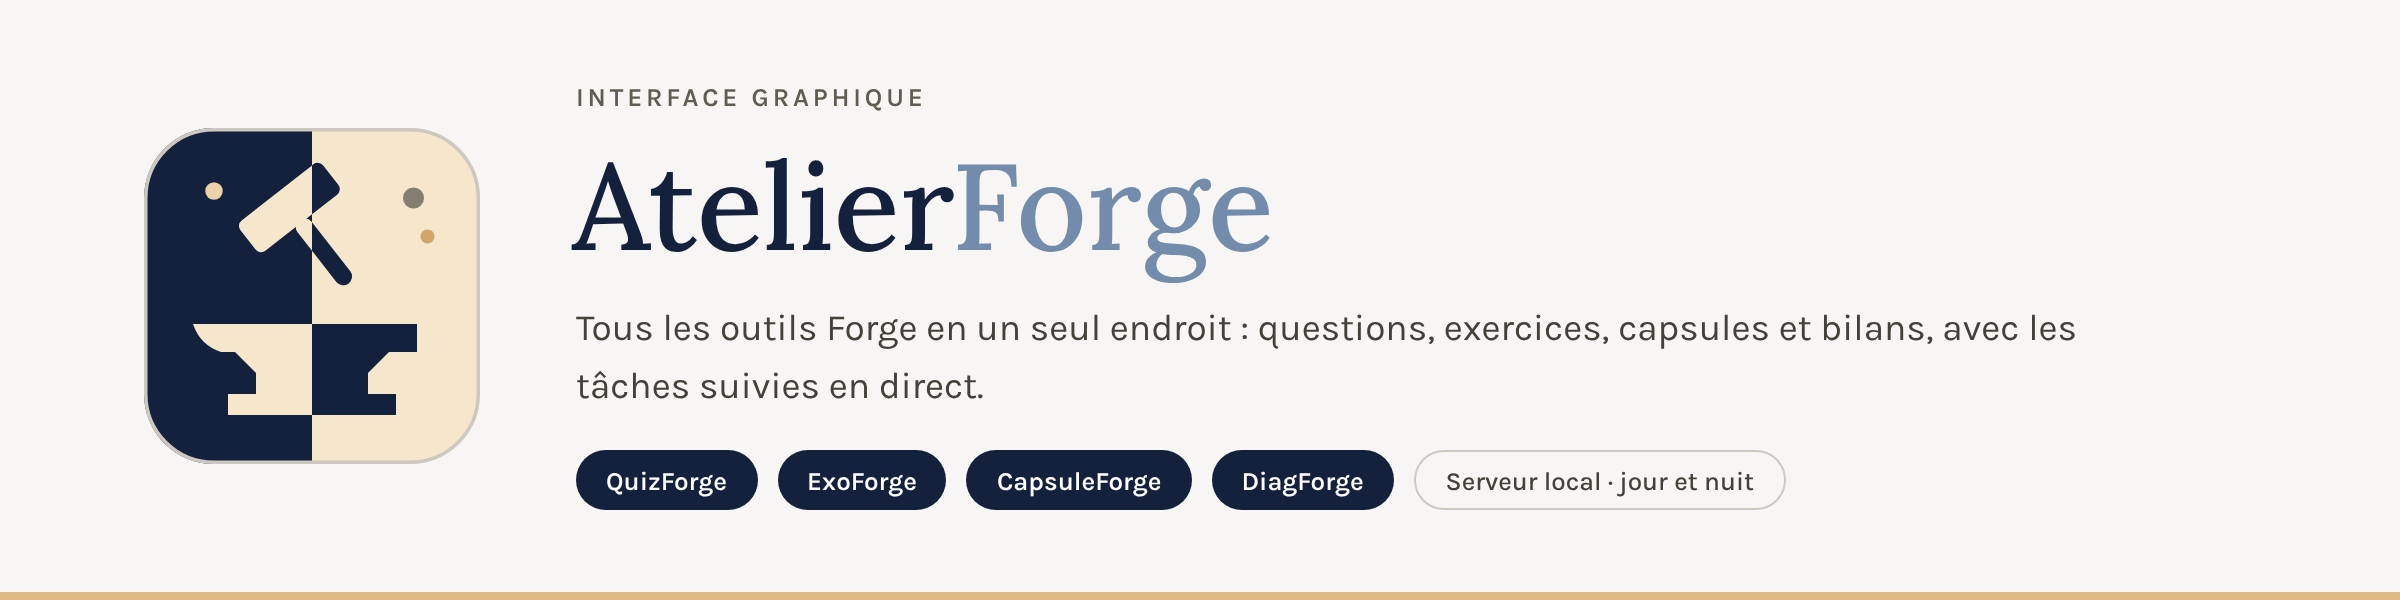 INTERFACE GRAPHIQUE
AtelierForge
Tous les outils Forge en un seul endroit : questions, exercices, capsules et bilans, avec les
tâches suivies en direct.
QuizForge ExoForge CapsuleForge DiagForge Serveur local · jour et nuit